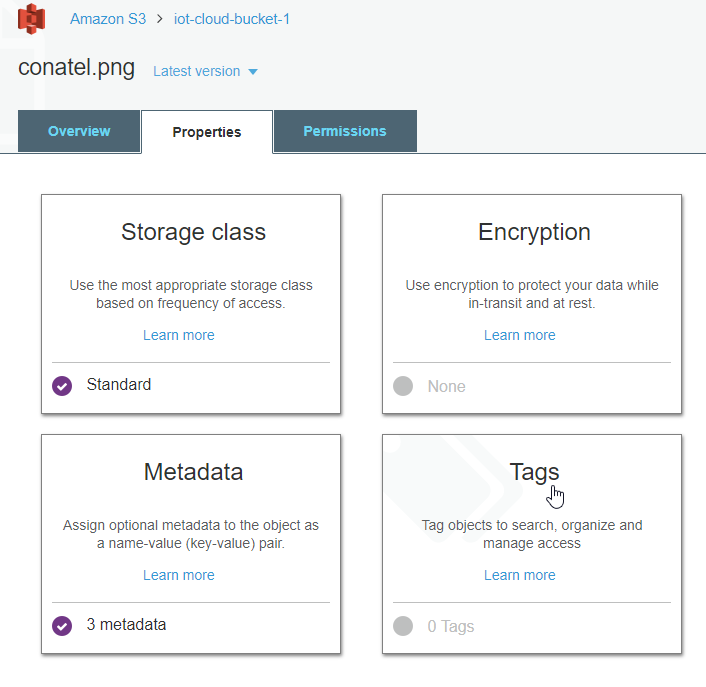 Amazon S3 > iot-cloud-bucket-1
conatel.png Latest version
Overview Properties Permissions
Storage class
Use the most appropriate storage class
based on frequency of access.
Learn more
Standard
Encryption
Use encryption to protect your data while
in-transit and at rest.
Learn more
None
Metadata
Assign optional metadata to the object as
a name-value (key-value) pair.
Learn more
3 metadata
Tags
Tag objects to search, organize and
manage access
Learn more
0 Tags